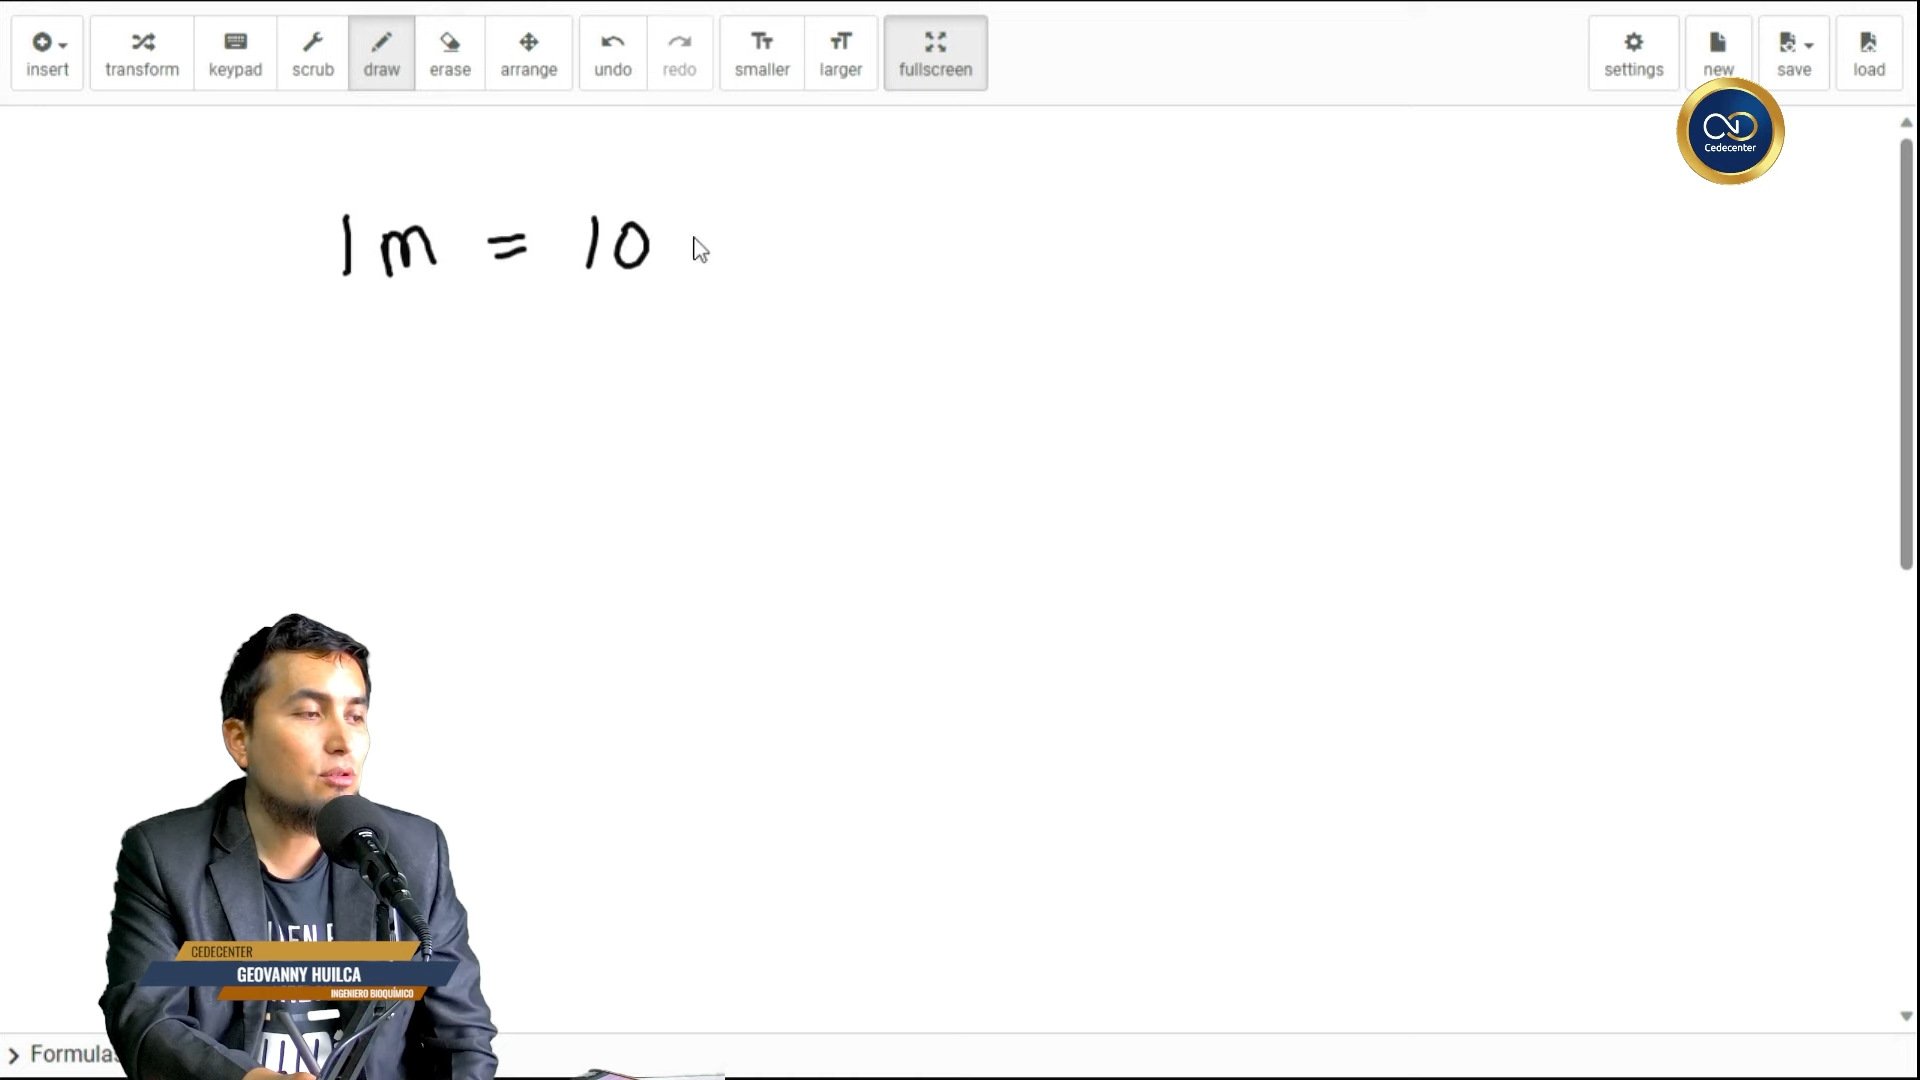 insert transform keypad scrub draw erase arrange undo redo smaller larger fullscreen settings new save load
Cedecenter
1m = 10
CEDECENTER
GEOVANNY HUILCA
INGENIERO BIOQUÍMICO
Formulas